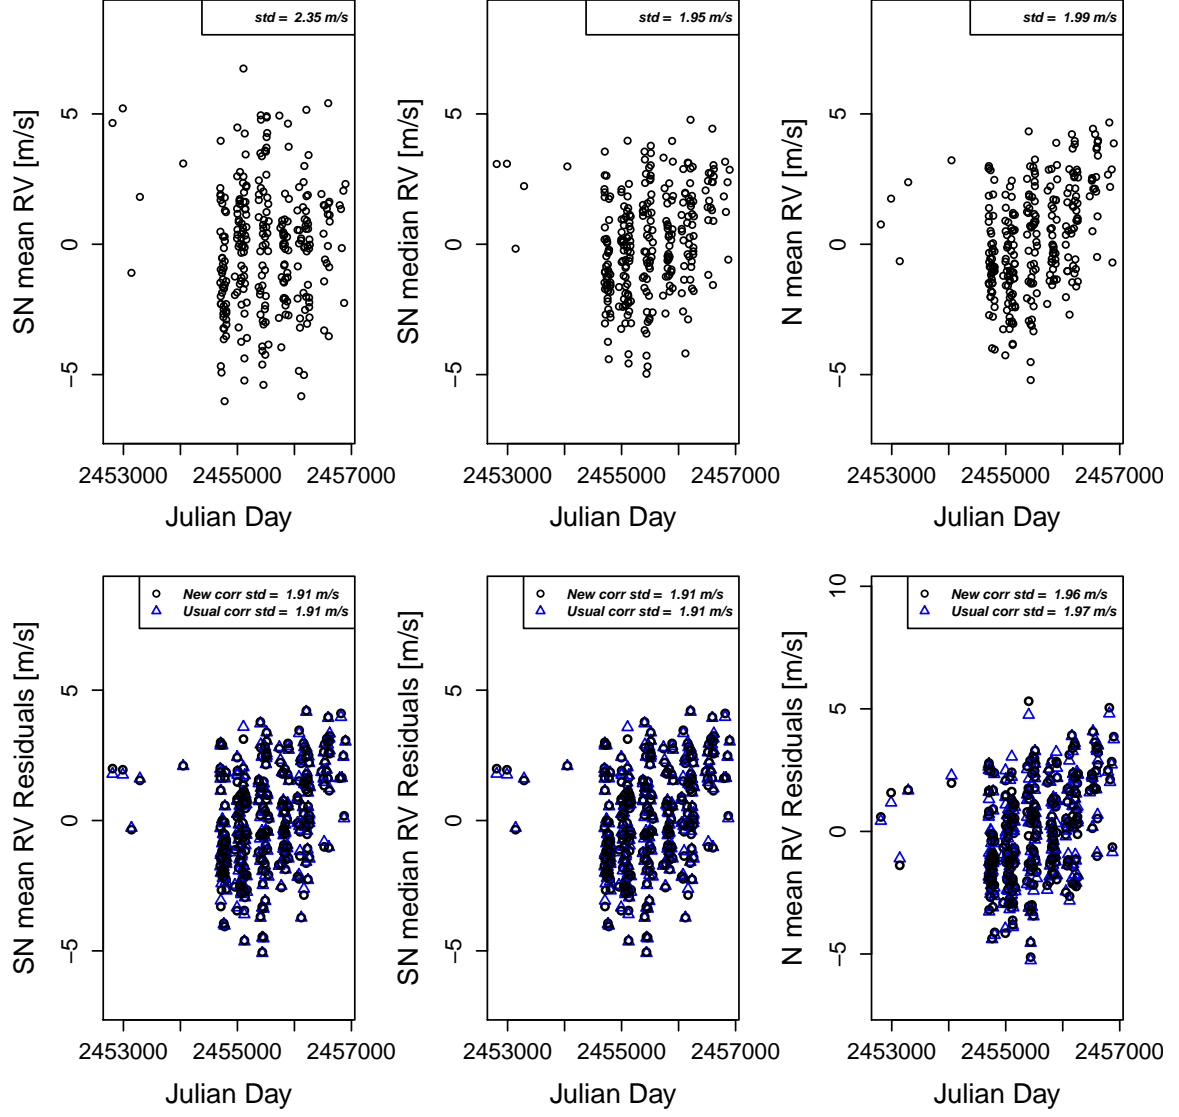 std = 2.35 m/s
SN mean RV [m/s]
5
0
−5
2453000 2455000 2457000
Julian Day
std = 1.95 m/s
SN median RV [m/s]
5
0
−5
2453000 2455000 2457000
Julian Day
std = 1.99 m/s
N mean RV [m/s]
5
0
−5
2453000 2455000 2457000
Julian Day
New corr std = 1.91 m/s
Usual corr std = 1.91 m/s
SN mean RV Residuals [m/s]
5
0
−5
2453000 2455000 2457000
Julian Day
New corr std = 1.91 m/s
Usual corr std = 1.91 m/s
SN median RV Residuals [m/s]
5
0
−5
2453000 2455000 2457000
Julian Day
New corr std = 1.96 m/s
Usual corr std = 1.97 m/s
N mean RV Residuals [m/s]
10
5
0
−5
2453000 2455000 2457000
Julian Day